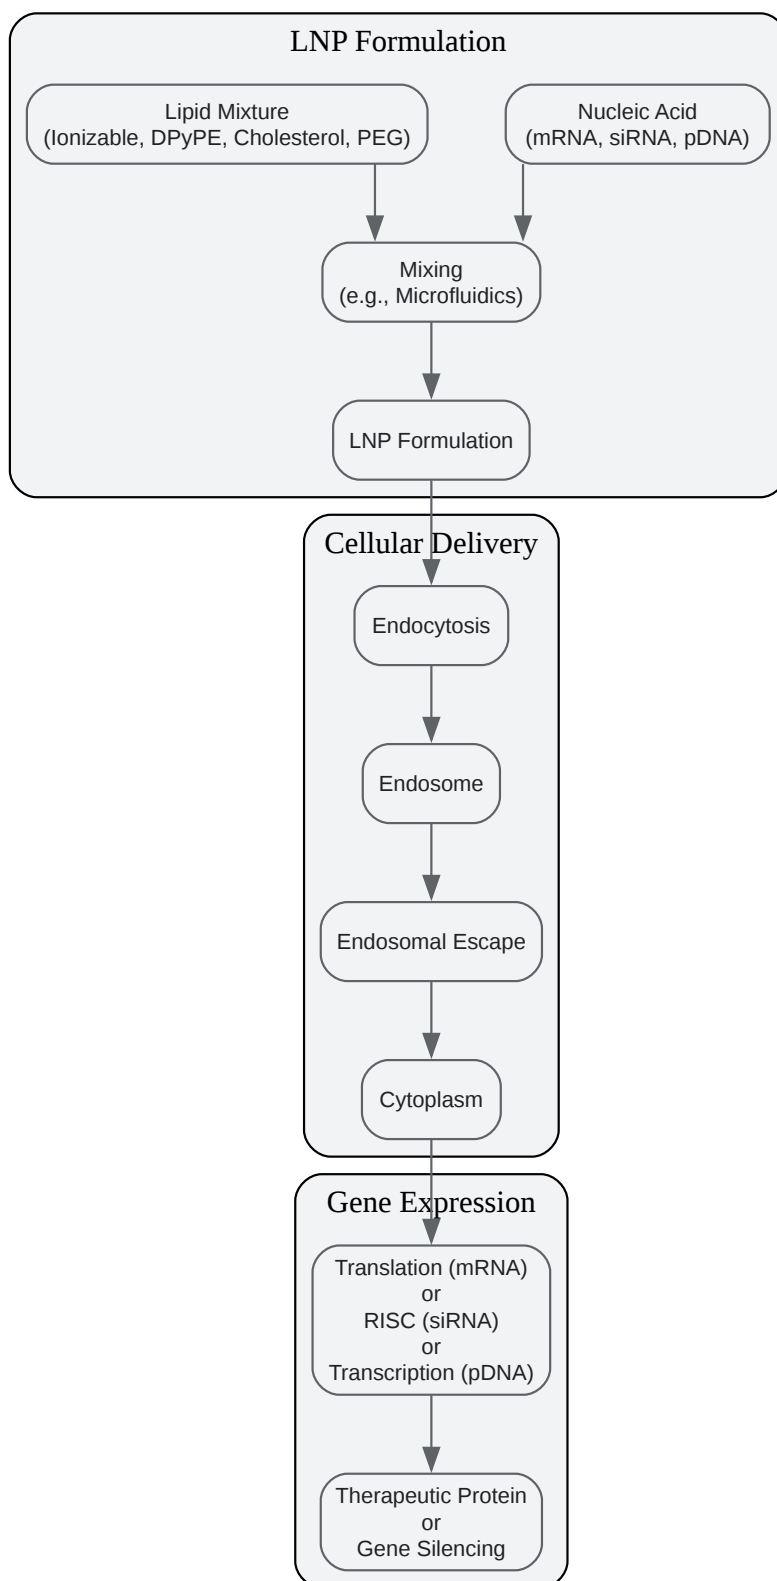 LNP Formulation
Lipid Mixture
(Ionizable, DPyPE, Cholesterol, PEG)
Nucleic Acid
(mRNA, siRNA, pDNA)
Mixing
(e.g., Microfluidics)
LNP Formulation
Cellular Delivery
Endocytosis
Endosome
Endosomal Escape
Cytoplasm
Gene Expression
Translation (mRNA)
or
RISC (siRNA)
or
Transcription (pDNA)
Therapeutic Protein
or
Gene Silencing